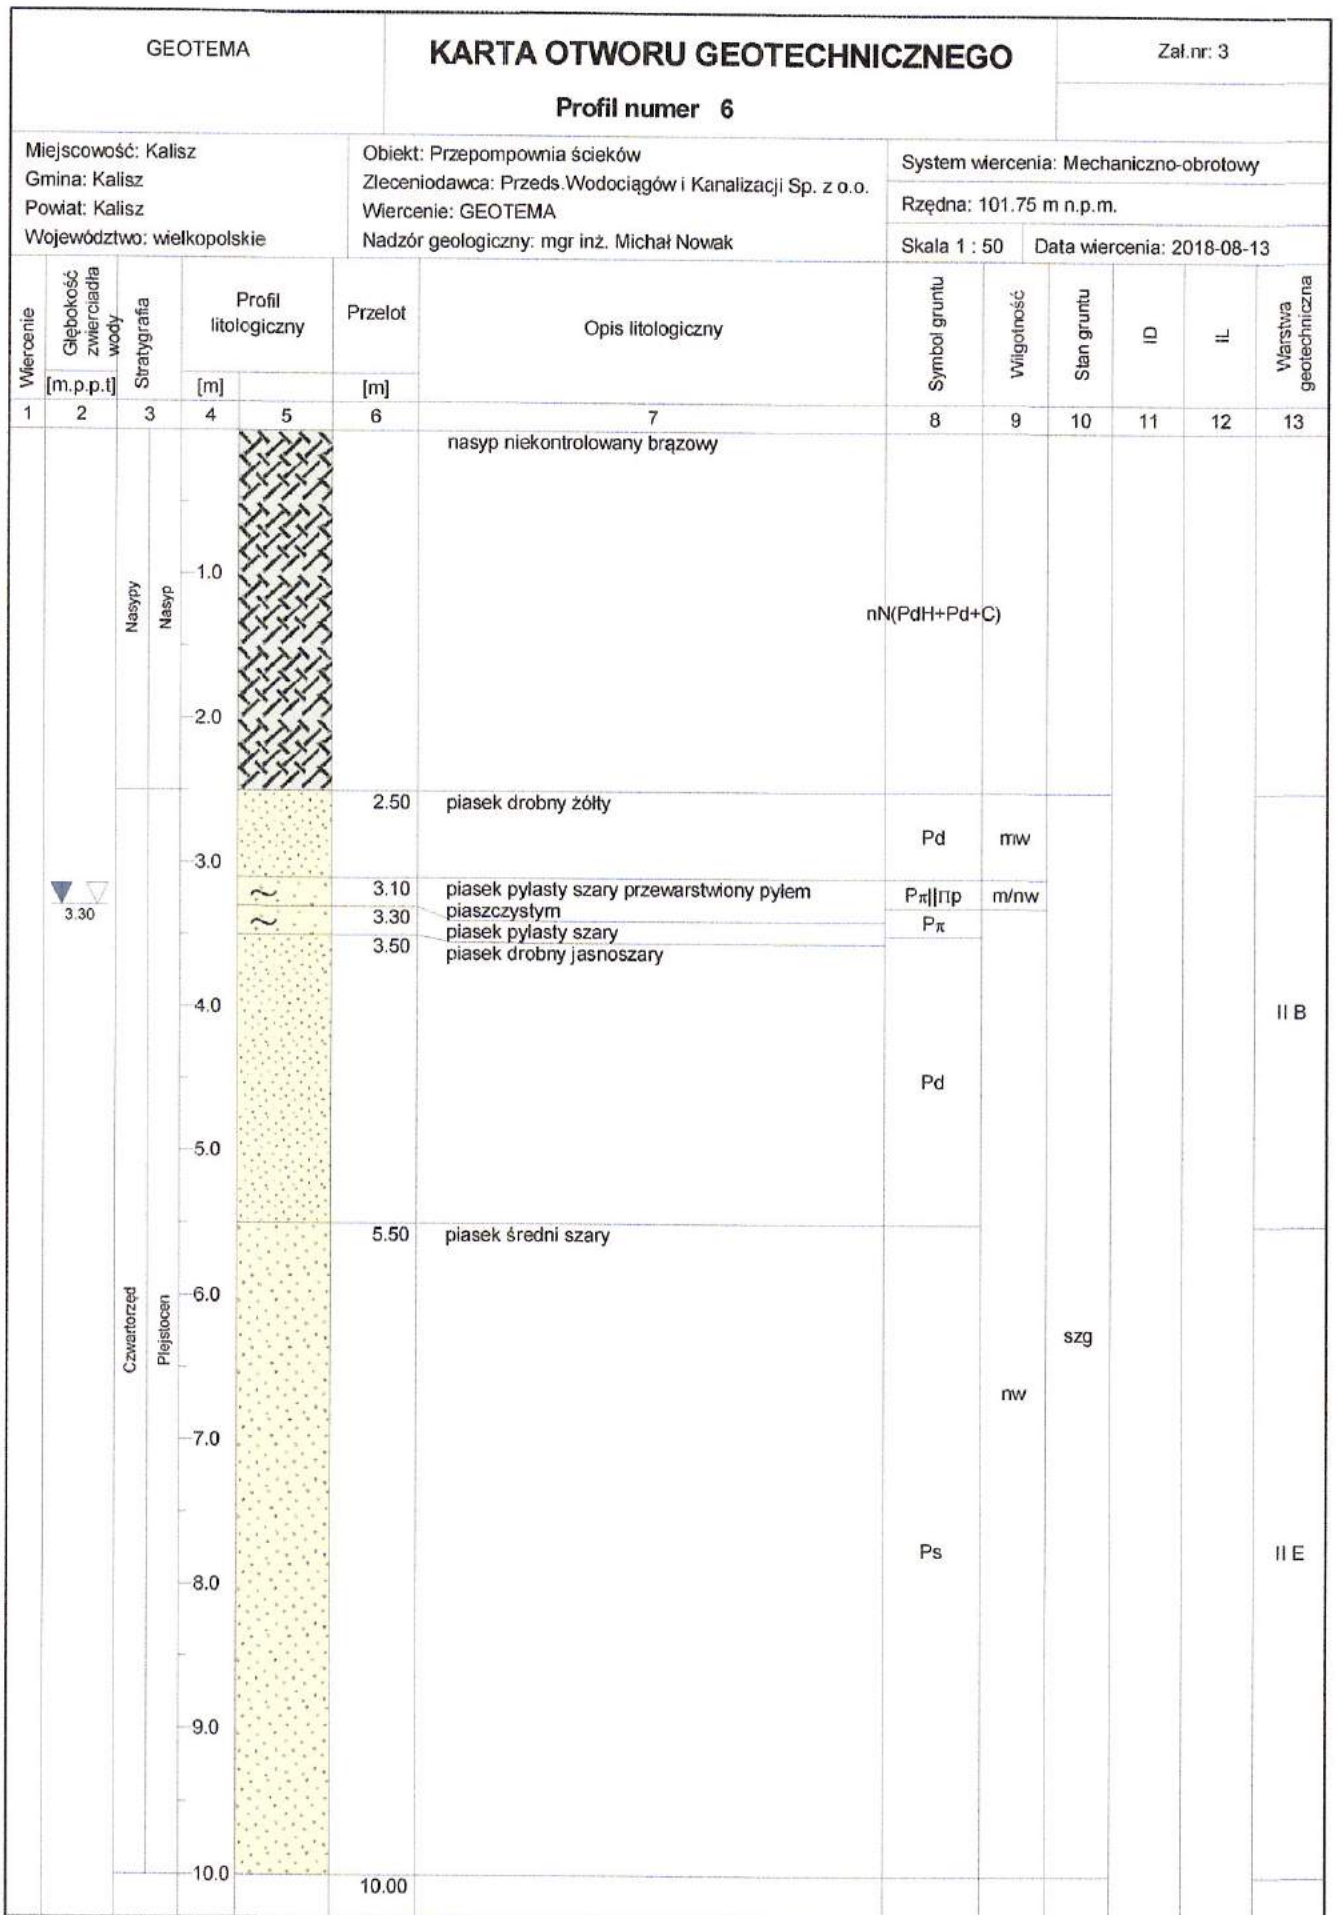 GEOTEMA
KARTA OTWORU GEOTECHNICZNEGO
Profil numer 6
Zał.nr: 3
Miejscowość: Kalisz
Gmina: Kalisz
Powiat: Kalisz
Województwo: wielkopolskie
Obiekt: Przepompownia ścieków
Zleceniodawca: Przeds.Wodociągów i Kanalizacji Sp. z o.o.
Wiercenie: GEOTEMA
Nadzór geologiczny: mgr inż. Michał Nowak
System wiercenia: Mechaniczno-obrotowy
Rzędna: 101.75 m n.p.m.
Skala 1 : 50 Data wiercenia: 2018-08-13
Wiercenie
Głębokość
zwierciadła
wody
[m.p.p.t]
Stratygrafia
Profil
litologiczny
[m]
Przelot
[m]
Opis litologiczny
Symbol gruntu
Wilgotność
Stan gruntu
ID
IL
Warstwa
geotechniczna
1 2 3 4 5 6 7 8 9 10 11 12 13
nasyp niekontrolowany brązowy
1.0
Nasypy
Nasyp
nN(PdH+Pd+C)
2.0
2.50 piasek drobny żółty
Pd mw
3.0
3.10 piasek pylasty szary przewarstwiony pyłem
piaszczystym
Pπ||Πp m/nw
3.30
3.30
piasek pylasty szary
Pπ
3.50
piasek drobny jasnoszary
4.0
II B
Pd
5.0
5.50 piasek średni szary
6.0
Czwartorzęd
Plejstocen
szg
nw
7.0
Ps
II E
8.0
9.0
10.0
10.00